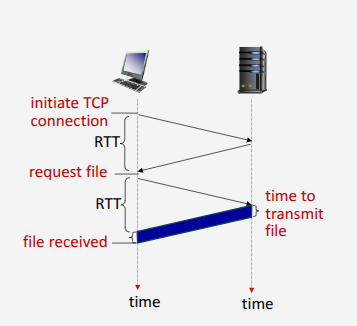 initiate TCP
connection
RTT
request file
RTT
time to
transmit
file
file received
time
time